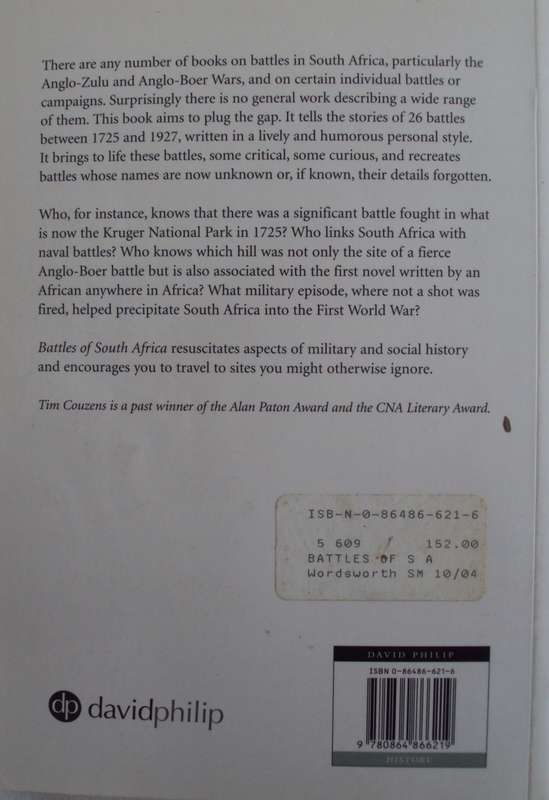 There are any number of books on battles in South Africa, particularly the
Anglo-Zulu and Anglo-Boer Wars, and on certain individual battles or
campaigns. Surprisingly there is no general work describing a wide range
of them. This book aims to plug the gap. It tells the stories of 26 battles
between 1725 and 1927, written in a lively and humorous personal style.
It brings to life these battles, some critical, some curious, and recreates
battles whose names are now unknown or, if known, their details forgotten.
Who, for instance, knows that there was a significant battle fought in what
is now the Kruger National Park in 1725? Who links South Africa with
naval battles? Who knows which hill was not only the site of a fierce
Anglo-Boer battle but is also associated with the first novel written by an
African anywhere in Africa? What military episode, where not a shot was
fired, helped precipitate South Africa into the First World War?
Battles of South Africa resuscitates aspects of military and social history
and encourages you to travel to sites you might otherwise ignore.
Tim Couzens is a past winner of the Alan Paton Award and the CNA Literary Award.
ISB-N-0-86486-621-6
5 609 / 152.00
BATTLES OF S A
Wordsworth SM 10/04
DAVID PHILIP
ISBN 0-86486-621-6
9 780864 866219
HISTORY
dp davidphilip